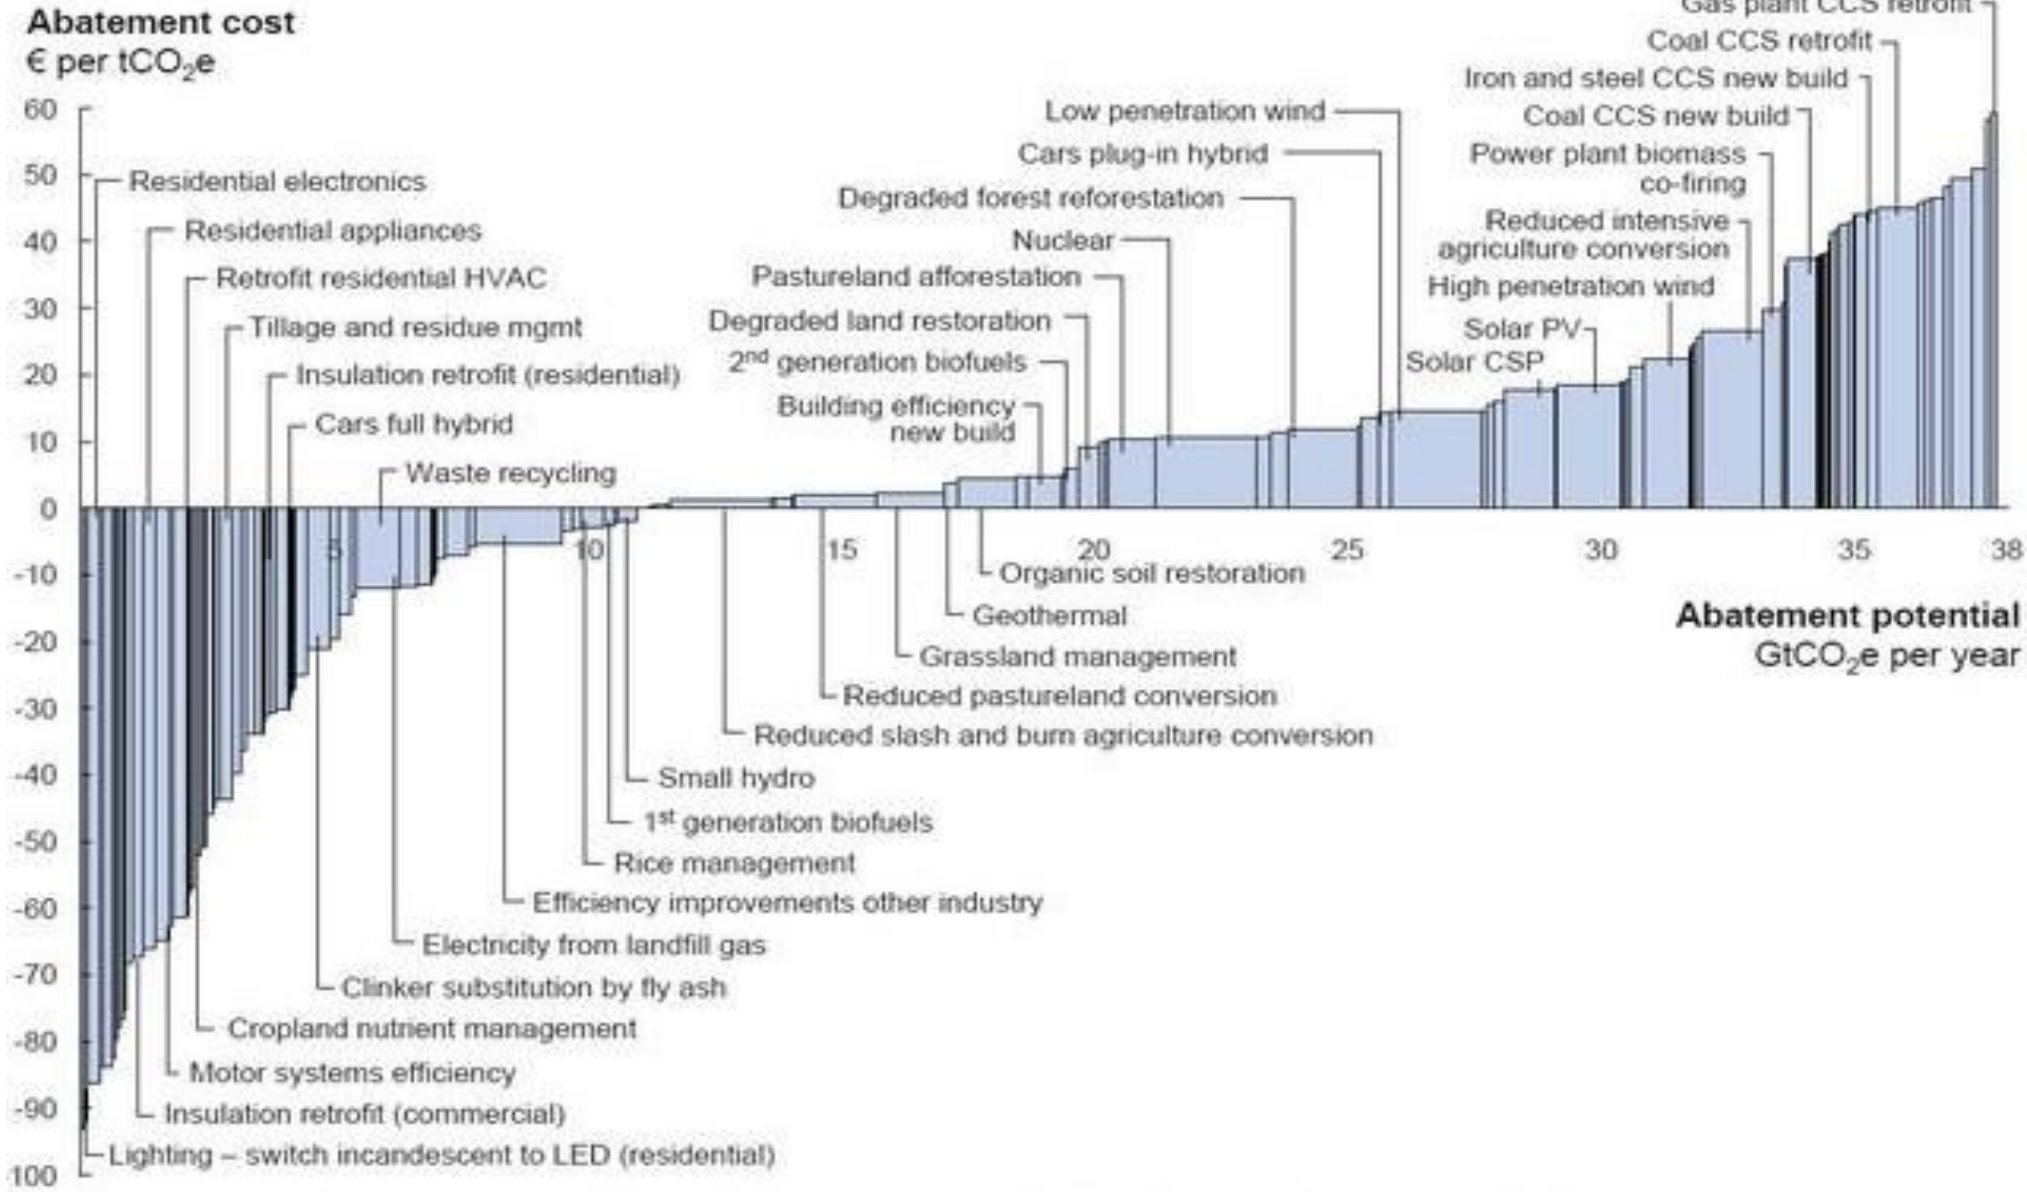 Abatement cost
€ per tCO₂e
Gas plant CCS retrofit
Coal CCS retrofit
Iron and steel CCS new build
Coal CCS new build
Power plant biomass
co-firing
Reduced intensive
agriculture conversion
High penetration wind
Solar PV
Solar CSP
Low penetration wind
Cars plug-in hybrid
Degraded forest reforestation
Nuclear
Pastureland afforestation
Degraded land restoration
2nd generation biofuels
Building efficiency
new build
60
50
40
30
20
10
0
-10
-20
-30
-40
-50
-60
-70
-80
-90
100
Residential electronics
Residential appliances
Retrofit residential HVAC
Tillage and residue mgmt
Insulation retrofit (residential)
Cars full hybrid
Waste recycling
5 10 15 20 25 30 35 38
Abatement potential
GtCO₂e per year
Organic soil restoration
Geothermal
Grassland management
Reduced pastureland conversion
Reduced slash and burn agriculture conversion
Small hydro
1st generation biofuels
Rice management
Efficiency improvements other industry
Electricity from landfill gas
Clinker substitution by fly ash
Cropland nutrient management
Motor systems efficiency
Insulation retrofit (commercial)
Lighting – switch incandescent to LED (residential)